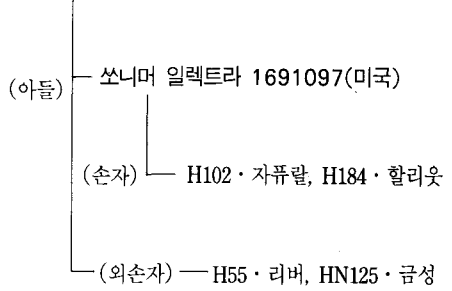 (아들) 쏘니머 일렉트라 1691097(미국)
(손자) H102·자퓨랄, H184·할리웃
(외손자) H55·리버, HN125·금성